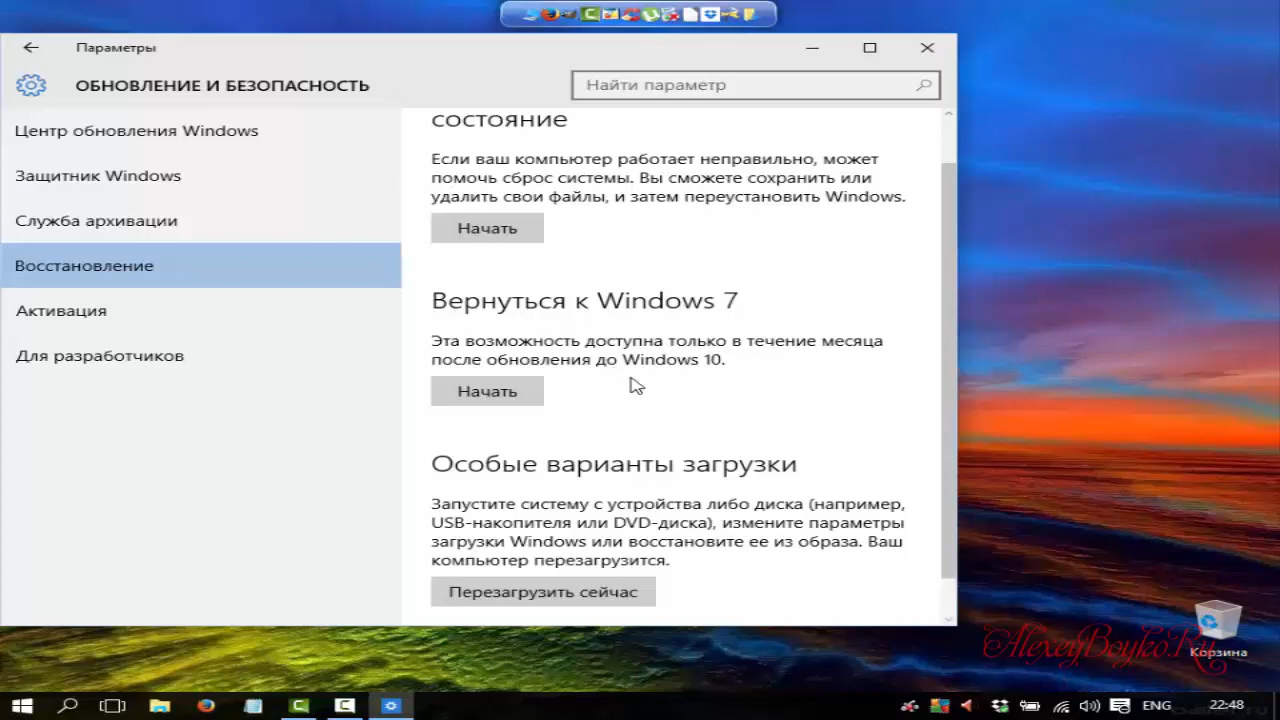 Параметры
ОБНОВЛЕНИЕ И БЕЗОПАСНОСТЬ
Найти параметр
Центр обновления Windows
Защитник Windows
Служба архивации
Восстановление
Активация
Для разработчиков
состояние
Если ваш компьютер работает неправильно, может
помочь сброс системы. Вы сможете сохранить или
удалить свои файлы, и затем переустановить Windows.
Начать
Вернуться к Windows 7
Эта возможность доступна только в течение месяца
после обновления до Windows 10.
Начать
Особые варианты загрузки
Запустите систему с устройства либо диска (например,
USB-накопителя или DVD-диска), измените параметры
загрузки Windows или восстановите ее из образа. Ваш
компьютер перезагрузится.
Перезагрузить сейчас
AlexeyBoyko.Ru
Корзина
ENG
22:48